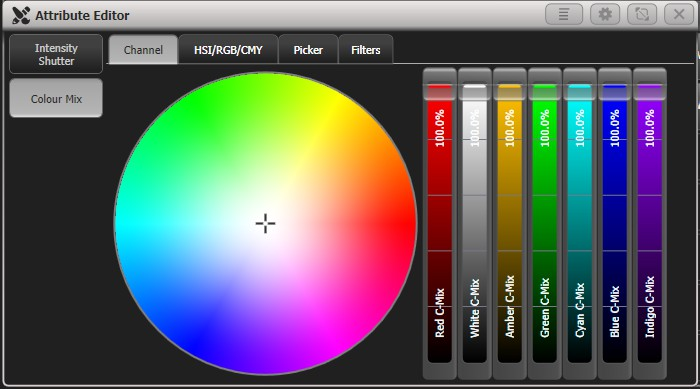 Attribute Editor
Intensity
Shutter
Colour Mix
Channel
HSI/RGB/CMY
Picker
Filters
100.0%
100.0%
100.0%
100.0%
100.0%
100.0%
100.0%
Red C-Mix
White C-Mix
Amber C-Mix
Green C-Mix
Cyan C-Mix
Blue C-Mix
Indigo C-Mix